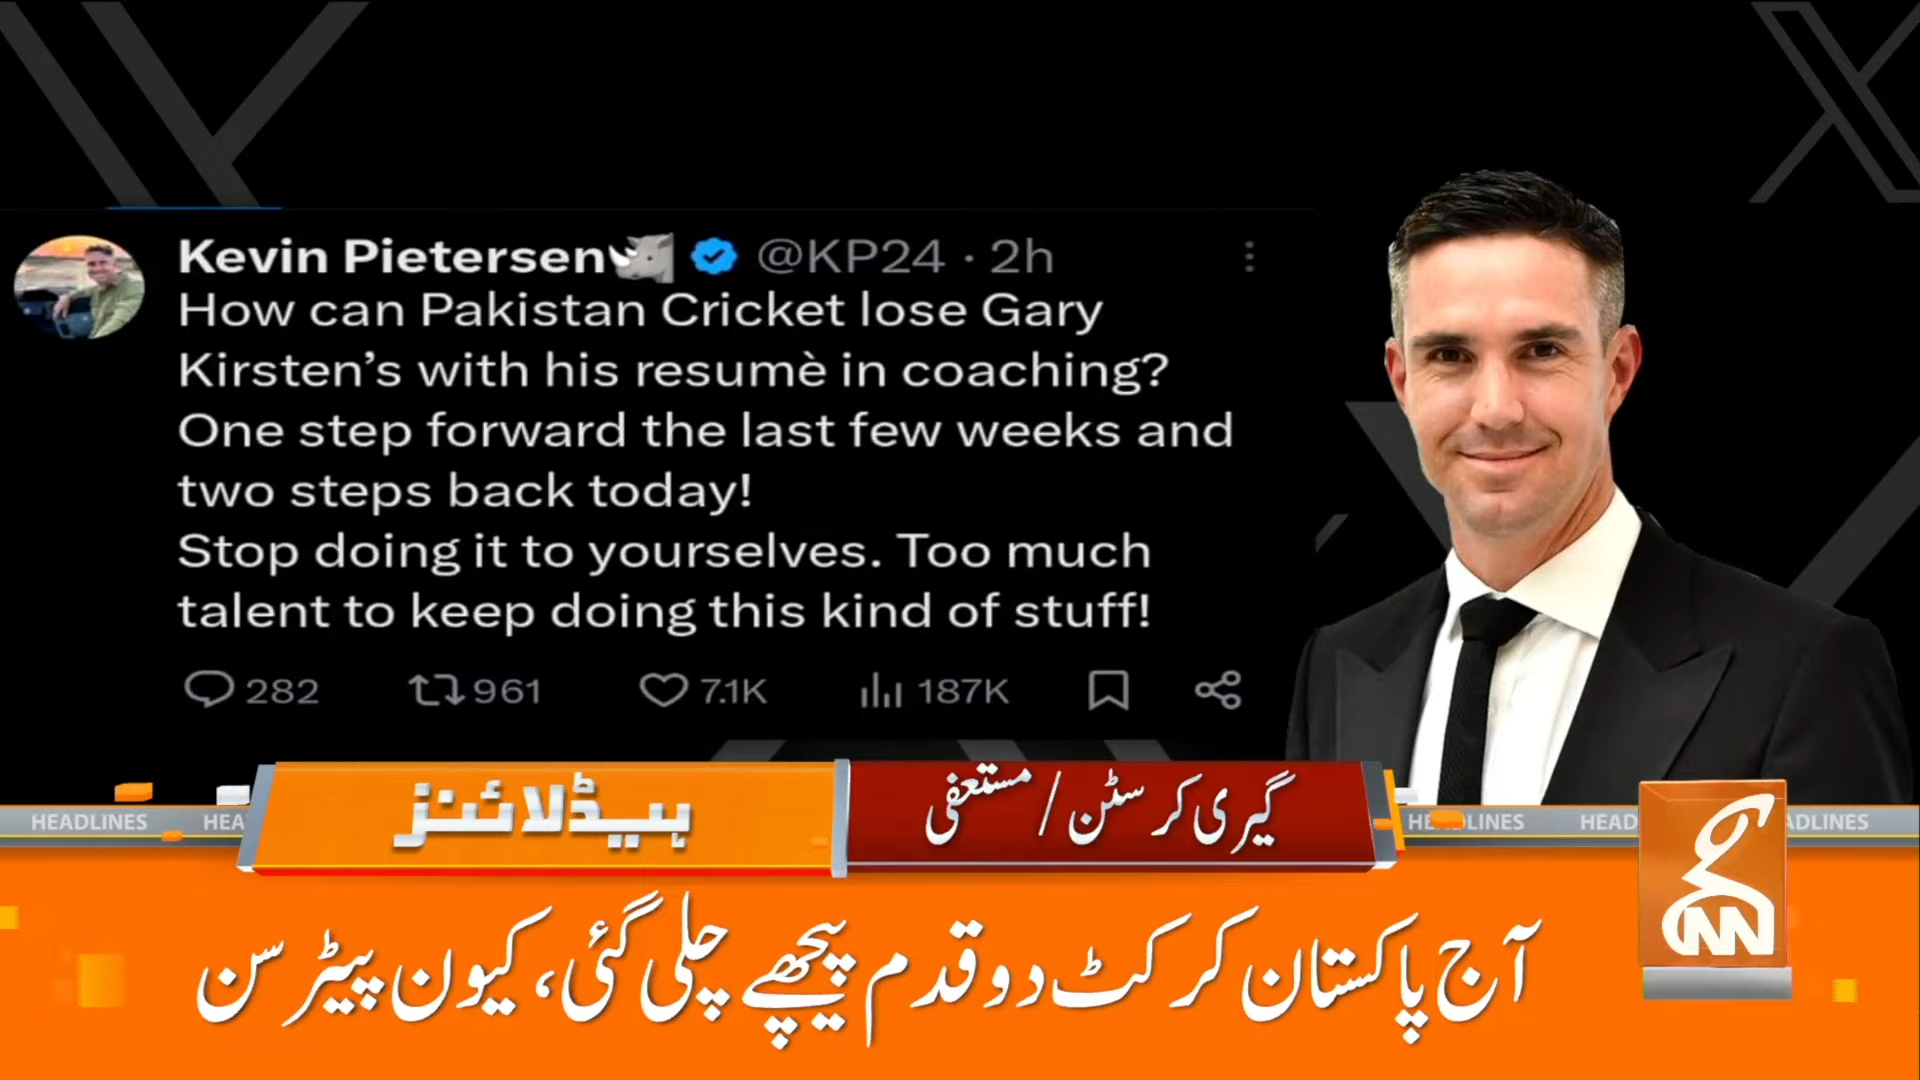 Kevin Pietersen🦏 @KP24 · 2h
How can Pakistan Cricket lose Gary
Kirsten’s with his resumè in coaching?
One step forward the last few weeks and
two steps back today!
Stop doing it to yourselves. Too much
talent to keep doing this kind of stuff!
282 961 7.1K 187K
گیری کرسٹن/مستعفی
ہیڈلائنز
HEADLINES HEA HEADLINES HEAD ADLINES
GNN
آج پاکستان کرکٹ دو قدم پیچھے چلی گئی، کیون پیٹرسن